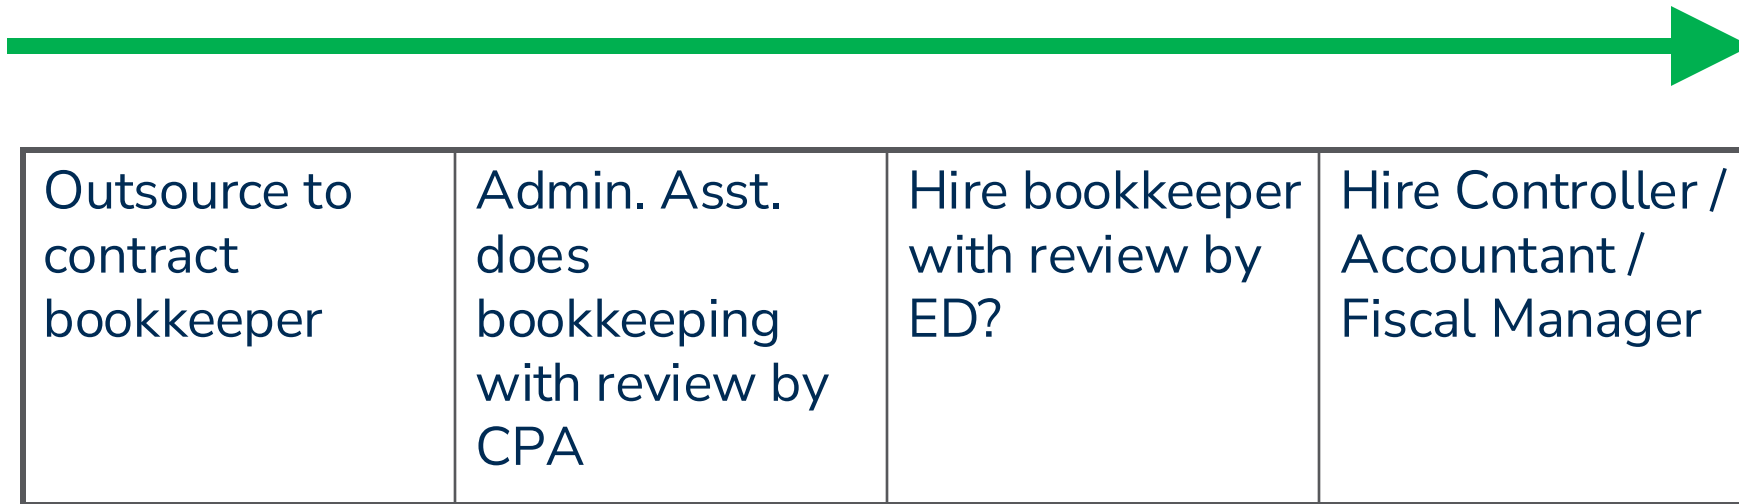 Outsource to
contract
bookkeeper
Admin. Asst.
does
bookkeeping
with review by
CPA
Hire bookkeeper
with review by
ED?
Hire Controller /
Accountant /
Fiscal Manager